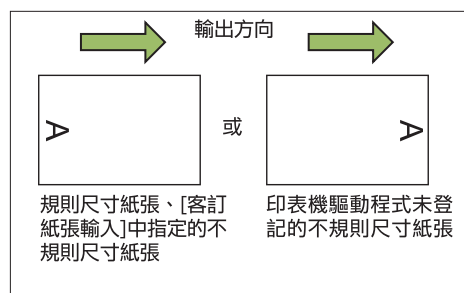 輸出方向
A
或
A
規則尺寸紙張、[客訂
紙張輸入]中指定的不
規則尺寸紙張
印表機驅動程式未登
記的不規則尺寸紙張